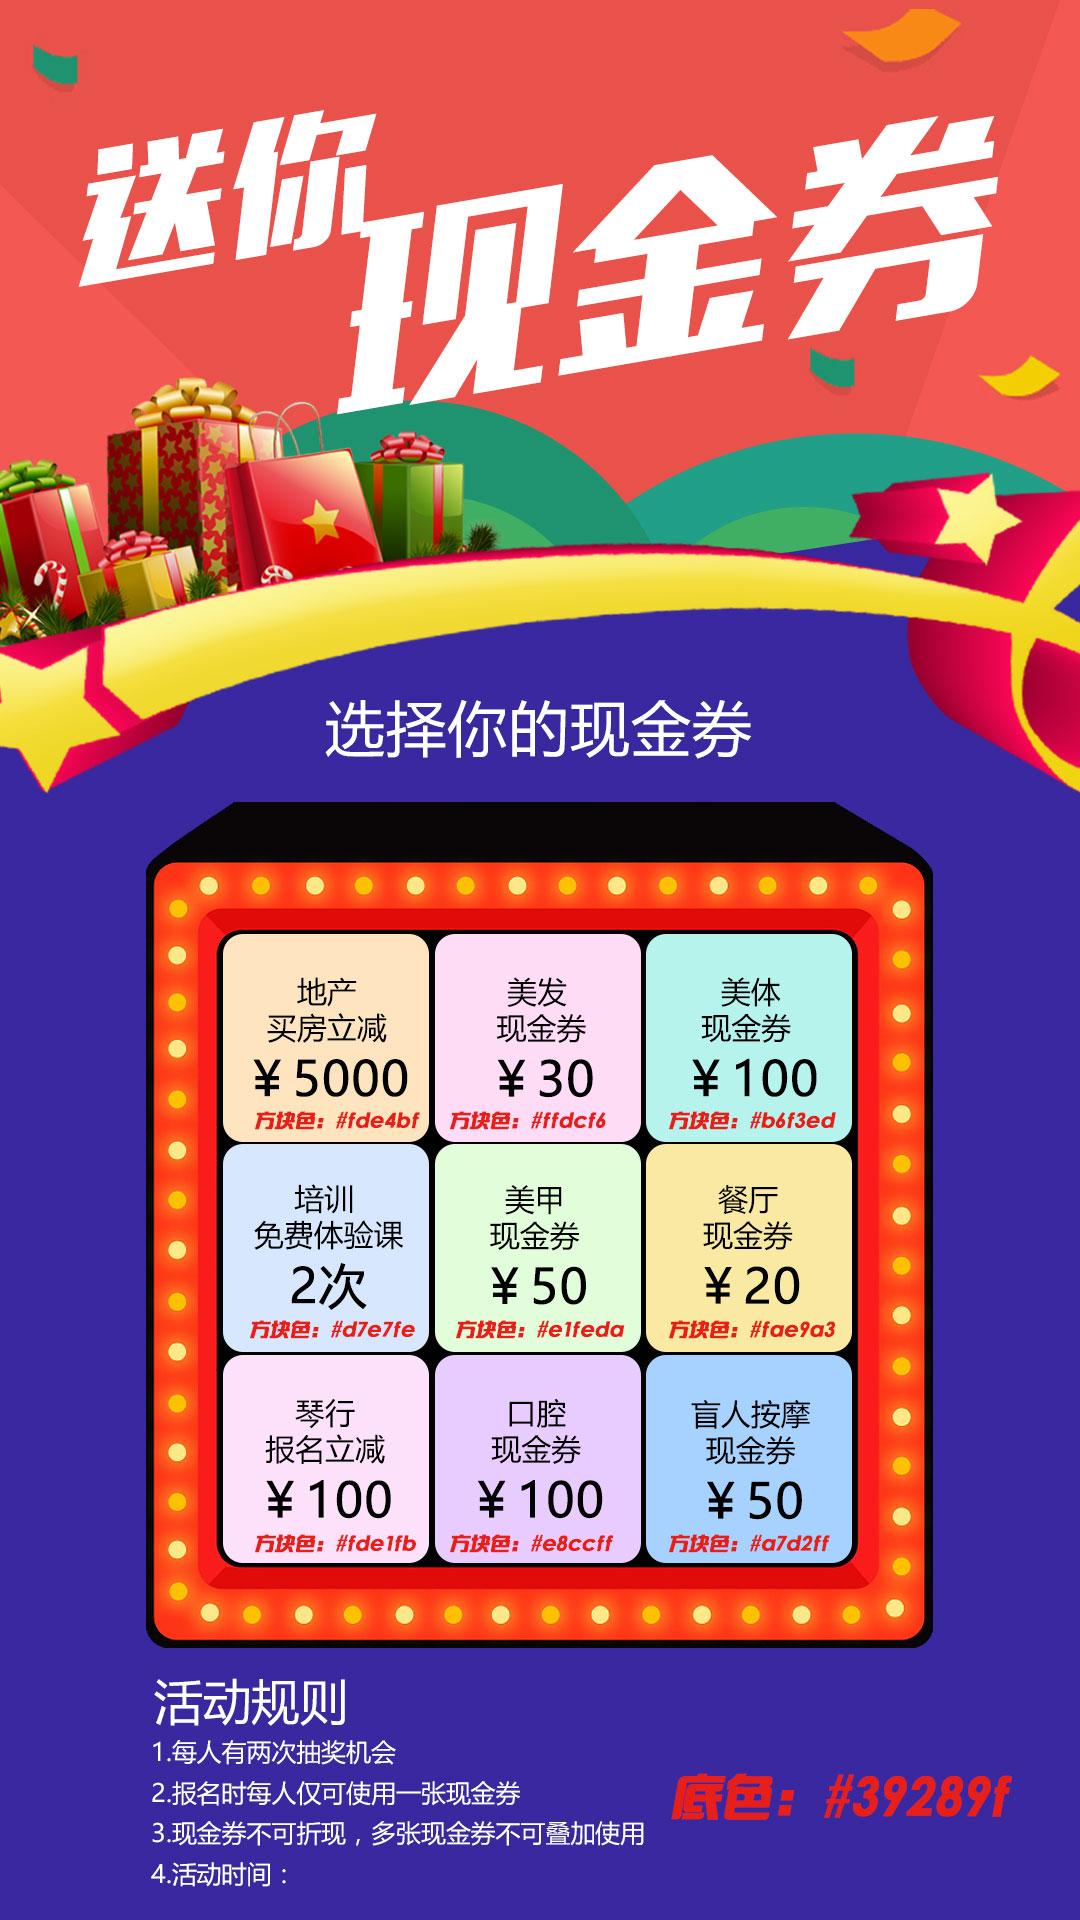 送你
现金券
选择你的现金券
地产
买房立减
¥5000
方块色：#fde4bf
美发
现金券
¥30
方块色：#ffdcf6
美体
现金券
¥100
方块色：#b6f3ed
培训
免费体验课
2次
方块色：#d7e7fe
美甲
现金券
¥50
方块色：#e1feda
餐厅
现金券
¥20
方块色：#fae9a3
琴行
报名立减
¥100
方块色：#fde1fb
口腔
现金券
¥100
方块色：#e8ccff
盲人按摩
现金券
¥50
方块色：#a7d2ff
活动规则
1.每人有两次抽奖机会
2.报名时每人仅可使用一张现金券
3.现金券不可折现，多张现金券不可叠加使用
4.活动时间：
底色：#39289f